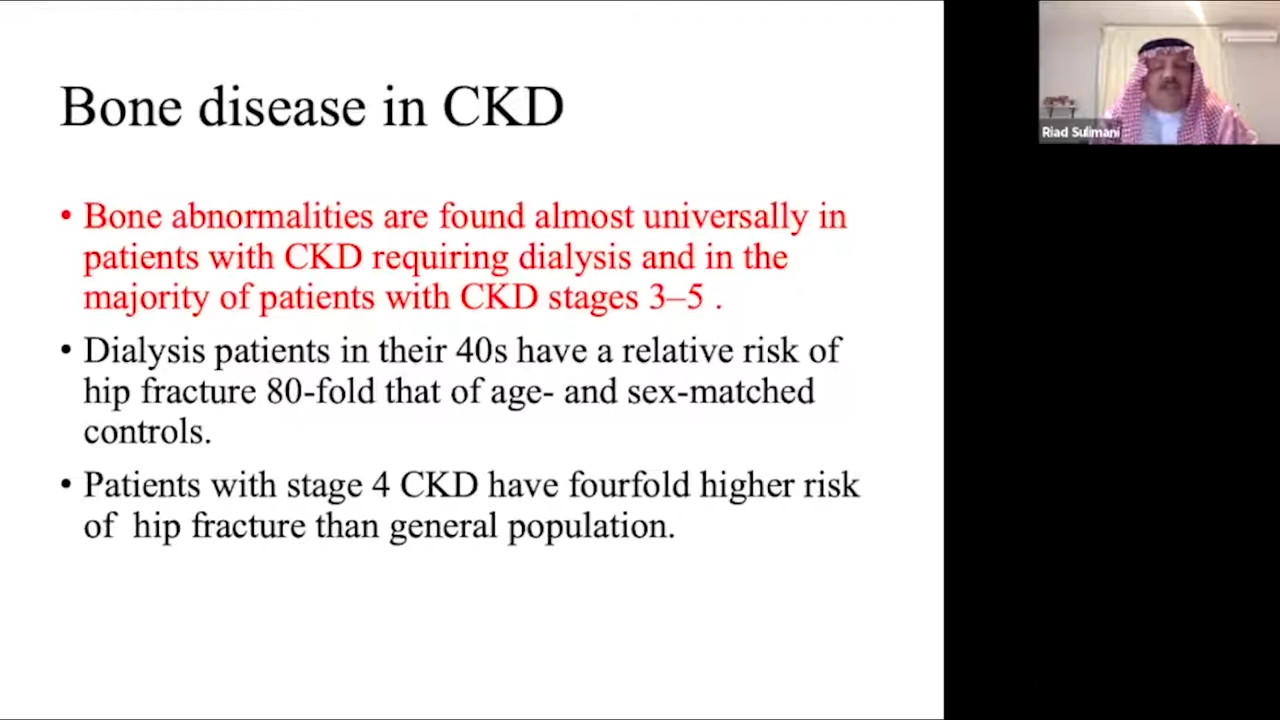 Bone disease in CKD
• Bone abnormalities are found almost universally in
patients with CKD requiring dialysis and in the
majority of patients with CKD stages 3–5 .
• Dialysis patients in their 40s have a relative risk of
hip fracture 80-fold that of age- and sex-matched
controls.
• Patients with stage 4 CKD have fourfold higher risk
of hip fracture than general population.
Riad Sulimani